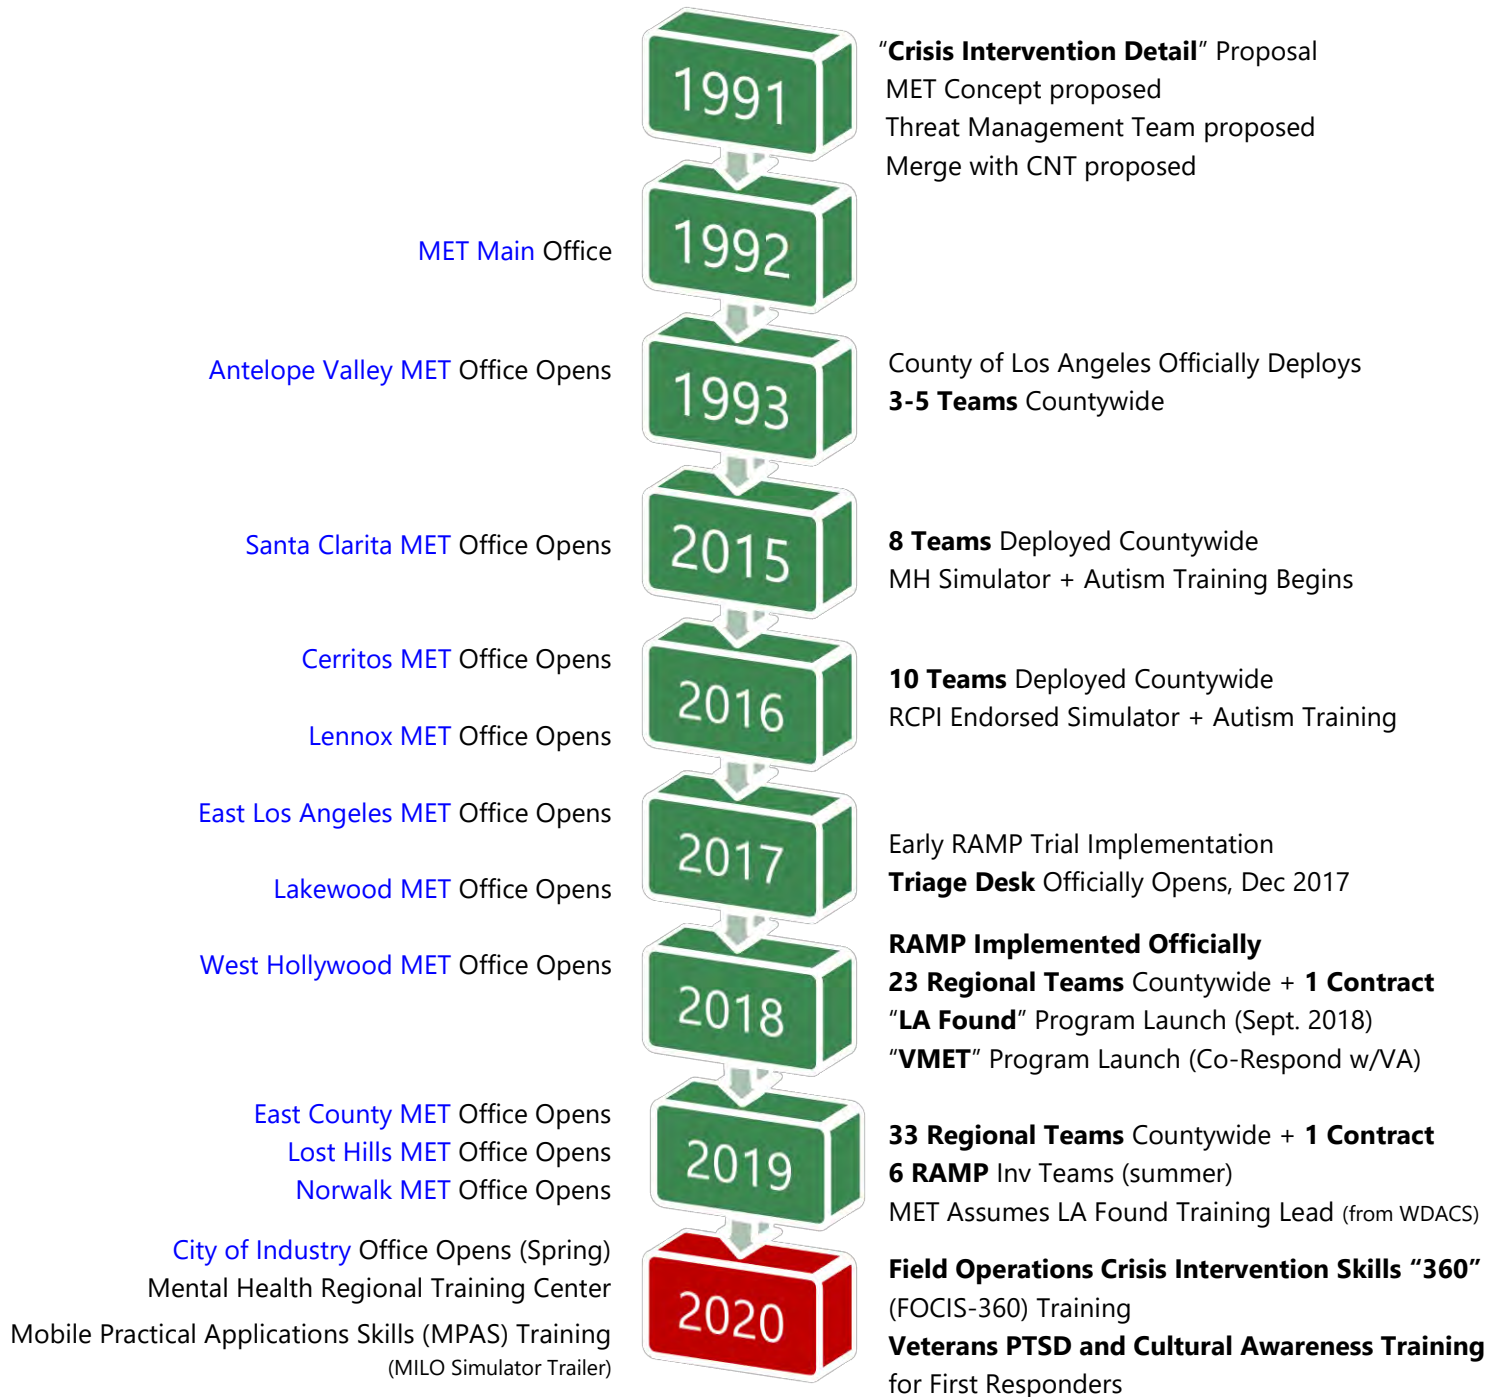 1991
"Crisis Intervention Detail" Proposal
MET Concept proposed
Threat Management Team proposed
Merge with CNT proposed
MET Main Office
1992
Antelope Valley MET Office Opens
1993
County of Los Angeles Officially Deploys
3-5 Teams Countywide
Santa Clarita MET Office Opens
2015
8 Teams Deployed Countywide
MH Simulator + Autism Training Begins
Cerritos MET Office Opens
Lennox MET Office Opens
2016
10 Teams Deployed Countywide
RCPI Endorsed Simulator + Autism Training
East Los Angeles MET Office Opens
Lakewood MET Office Opens
2017
Early RAMP Trial Implementation
Triage Desk Officially Opens, Dec 2017
West Hollywood MET Office Opens
2018
RAMP Implemented Officially
23 Regional Teams Countywide + 1 Contract
"LA Found" Program Launch (Sept. 2018)
"VMET" Program Launch (Co-Respond w/VA)
East County MET Office Opens
Lost Hills MET Office Opens
Norwalk MET Office Opens
2019
33 Regional Teams Countywide + 1 Contract
6 RAMP Inv Teams (summer)
MET Assumes LA Found Training Lead (from WDACS)
City of Industry Office Opens (Spring)
Mental Health Regional Training Center
Mobile Practical Applications Skills (MPAS) Training
(MILO Simulator Trailer)
2020
Field Operations Crisis Intervention Skills "360"
(FOCIS-360) Training
Veterans PTSD and Cultural Awareness Training
for First Responders